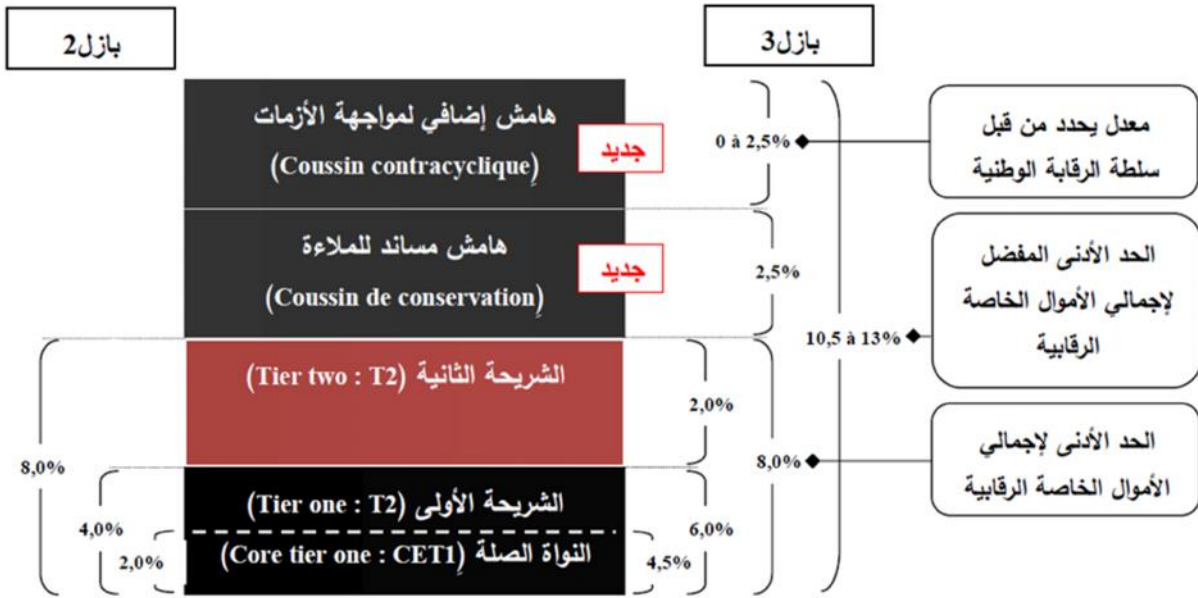 بازل2
بازل3
هامش إضافي لمواجهة الأزمات
(Coussin contracyclique)
جديد
0 à 2,5%
معدل يحدد من قبل
سلطة الرقابة الوطنية
هامش مساند للملاءة
(Coussin de conservation)
جديد
2,5%
10,5 à 13%
الحد الأدنى المفضل
لإجمالي الأموال الخاصة
الرقابية
الشريحة الثانية (Tier two : T2)
2,0%
8,0%
8,0%
الحد الأدنى لإجمالي
الأموال الخاصة الرقابية
الشريحة الأولى (Tier one : T2)
4,0%
6,0%
النواة الصلة (Core tier one : CET1)
2,0%
4,5%